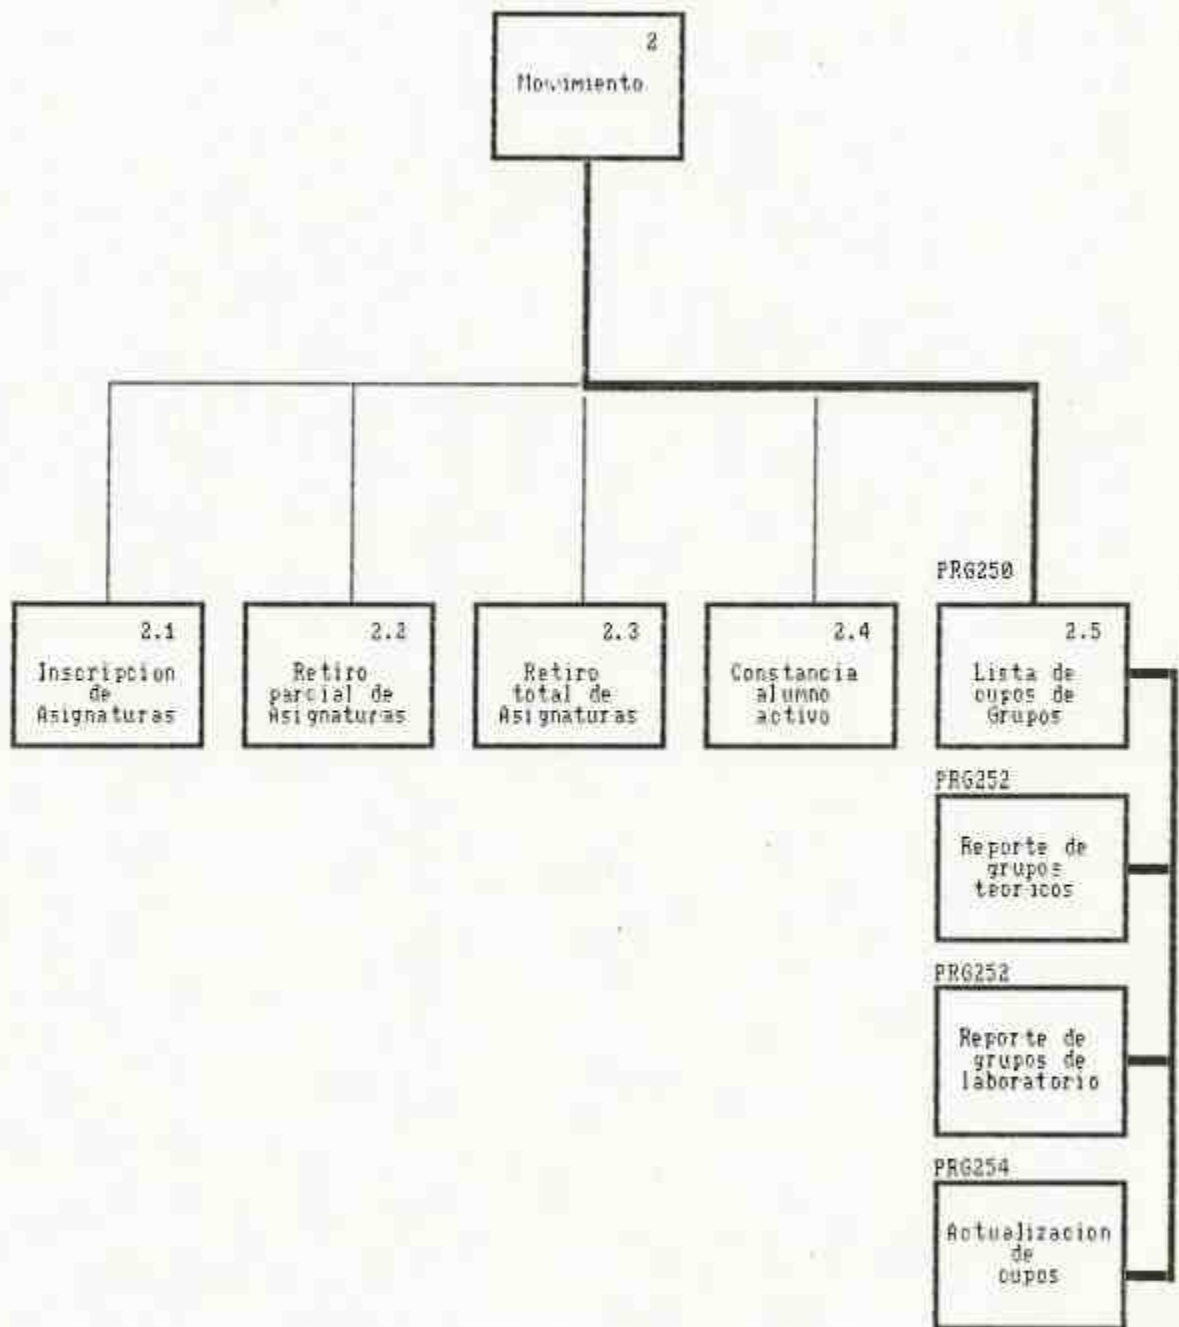 2
Movimiento
PRG250
2.1
Inscripcion
de
Asignaturas
2.2
Retiro
parcial de
Asignaturas
2.3
Retiro
total de
Asignaturas
2.4
Constancia
alumno
activo
2.5
Lista de
cupos de
Grupos
PRG252
Reporte de
grupos
teoricos
PRG252
Reporte de
grupos de
laboratorio
PRG254
Actualizacion
de
cupos